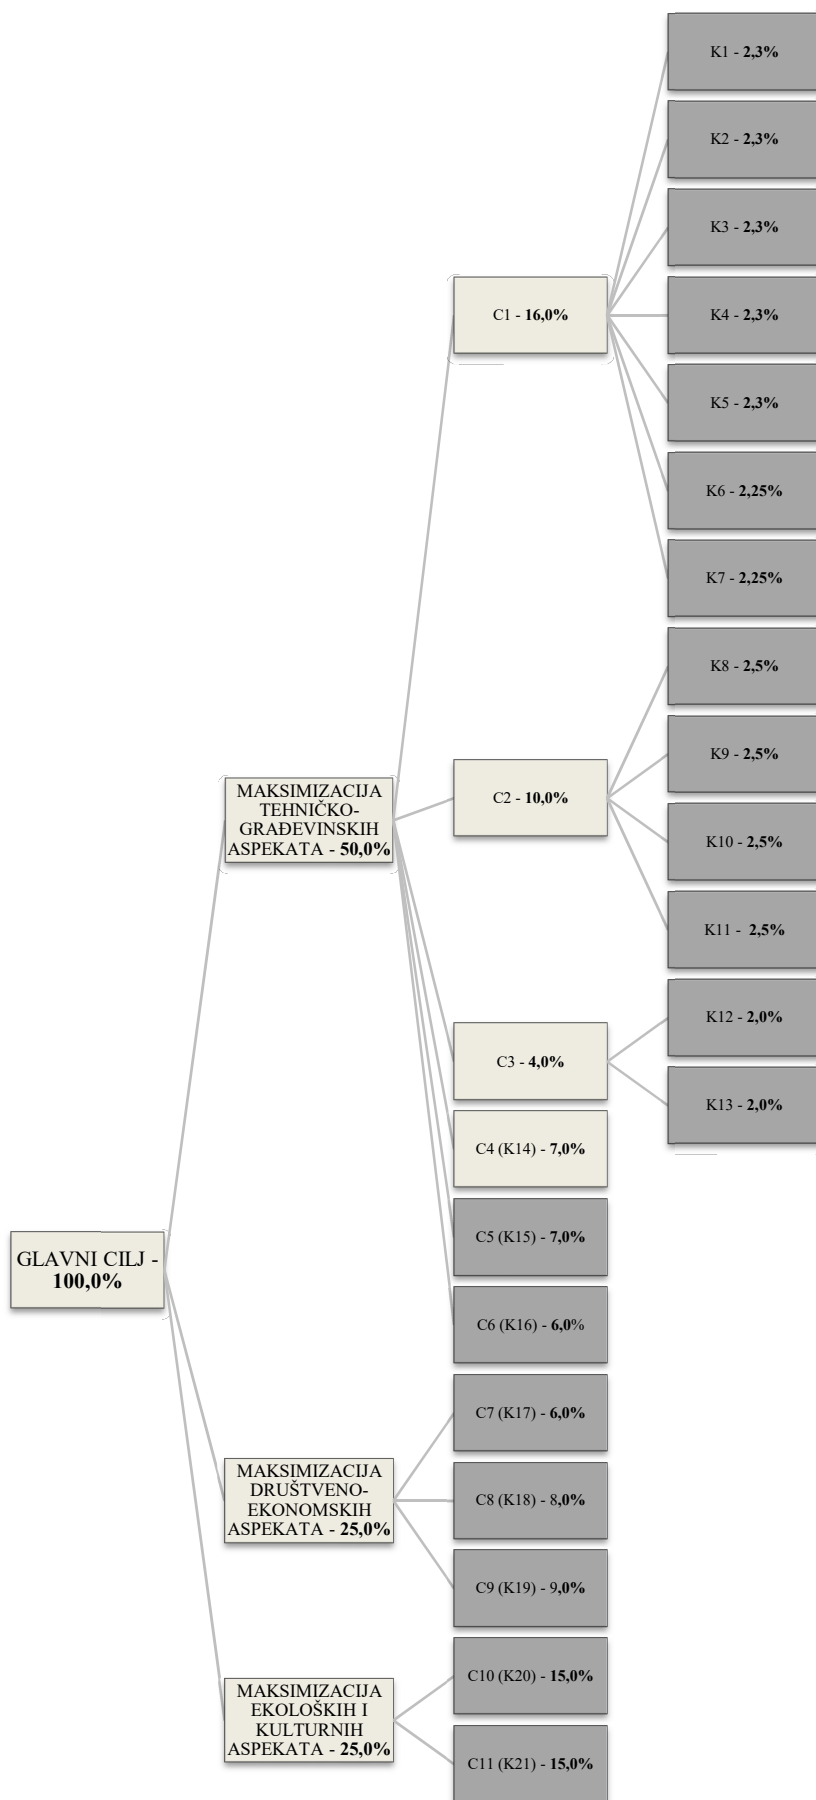 K1 - 2,3%
K2 - 2,3%
K3 - 2,3%
C1 - 16,0%
K4 - 2,3%
K5 - 2,3%
K6 - 2,25%
K7 - 2,25%
K8 - 2,5%
K9 - 2,5%
MAKSIMIZACIJA
TEHNIČKO-
GRAĐEVINSKIH
ASPEKATA - 50,0%
C2 - 10,0%
K10 - 2,5%
K11 - 2,5%
K12 - 2,0%
C3 - 4,0%
K13 - 2,0%
C4 (K14) - 7,0%
C5 (K15) - 7,0%
GLAVNI CILJ -
100,0%
C6 (K16) - 6,0%
C7 (K17) - 6,0%
MAKSIMIZACIJA
DRUŠTVENO-
EKONOMSKIH
ASPEKATA - 25,0%
C8 (K18) - 8,0%
C9 (K19) - 9,0%
C10 (K20) - 15,0%
MAKSIMIZACIJA
EKOLOŠKIH I
KULTURNIH
ASPEKATA - 25,0%
C11 (K21) - 15,0%